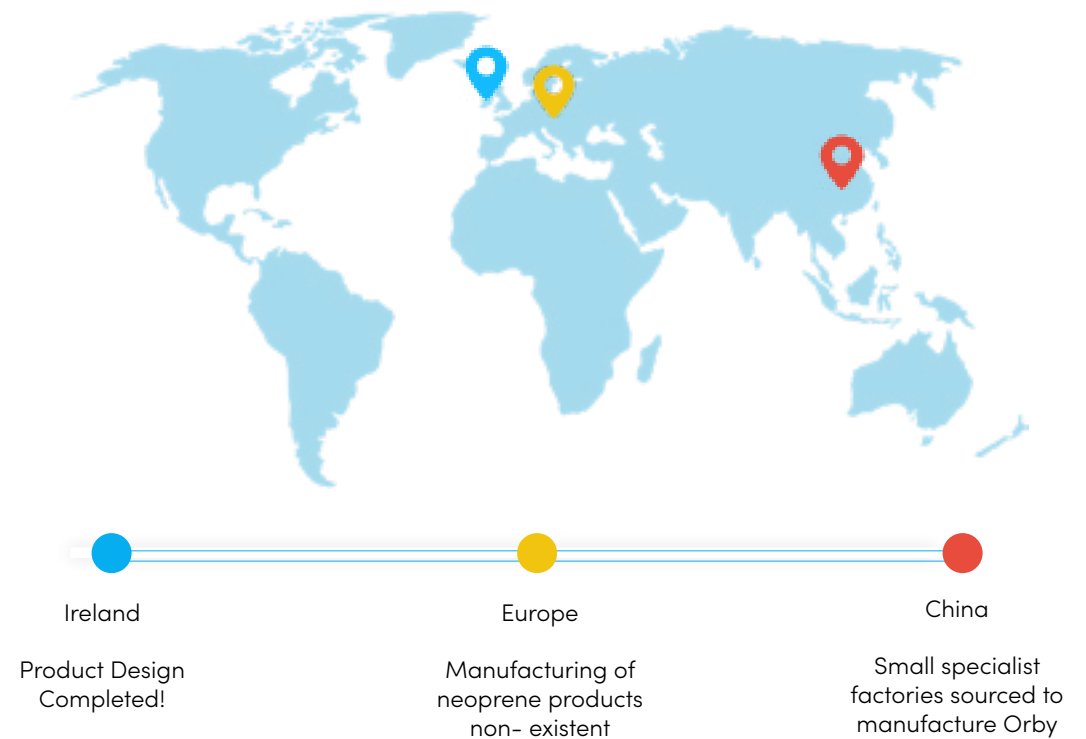 Ireland
Product Design
Completed!
Europe
Manufacturing of
neoprene products
non- existent
China
Small specialist
factories sourced to
manufacture Orby